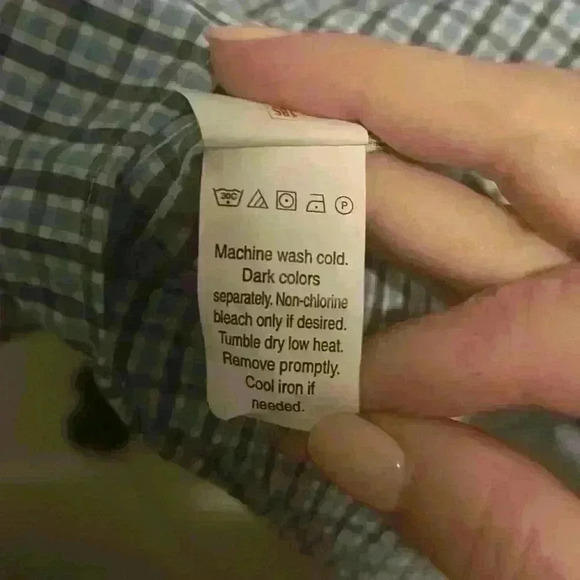 30C
P
Machine wash cold.
Dark colors
separately. Non-chlorine
bleach only if desired.
Tumble dry low heat.
Remove promptly.
Cool iron if
needed.